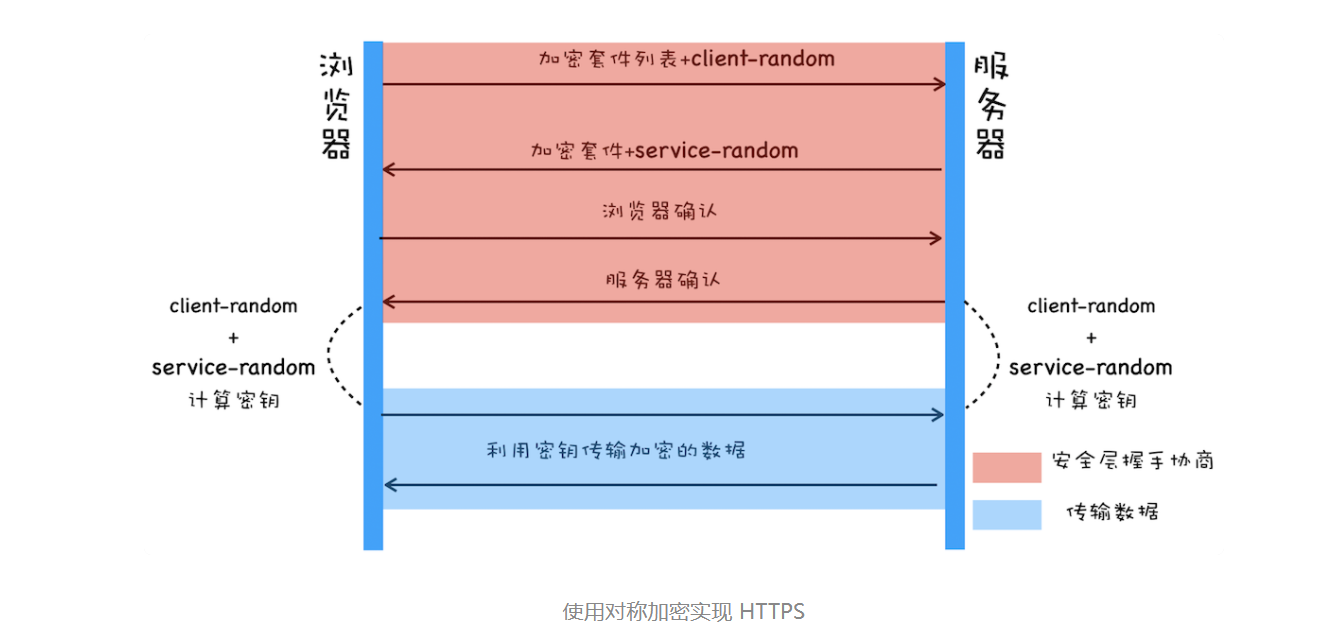 浏览器
服务器
加密套件列表+client-random
加密套件+service-random
浏览器确认
服务器确认
client-random
+
service-random
计算密钥
client-random
+
service-random
计算密钥
利用密钥传输加密的数据
安全层握手协商
传输数据
使用对称加密实现 HTTPS